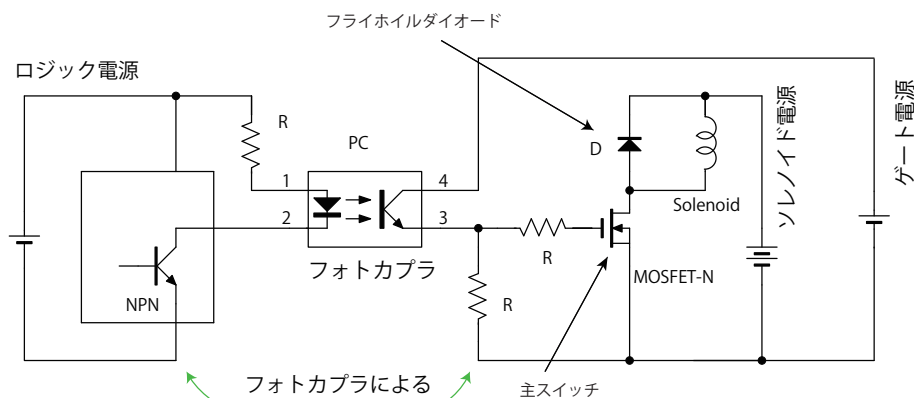 フライホイルダイオード
ロジック電源
R
PC
1
2
4
3
フォトカプラ
NPN
D
Solenoid
ソレノイド電源
ゲート電源
R
MOSFET-N
R
フォトカプラによる
主スイッチ